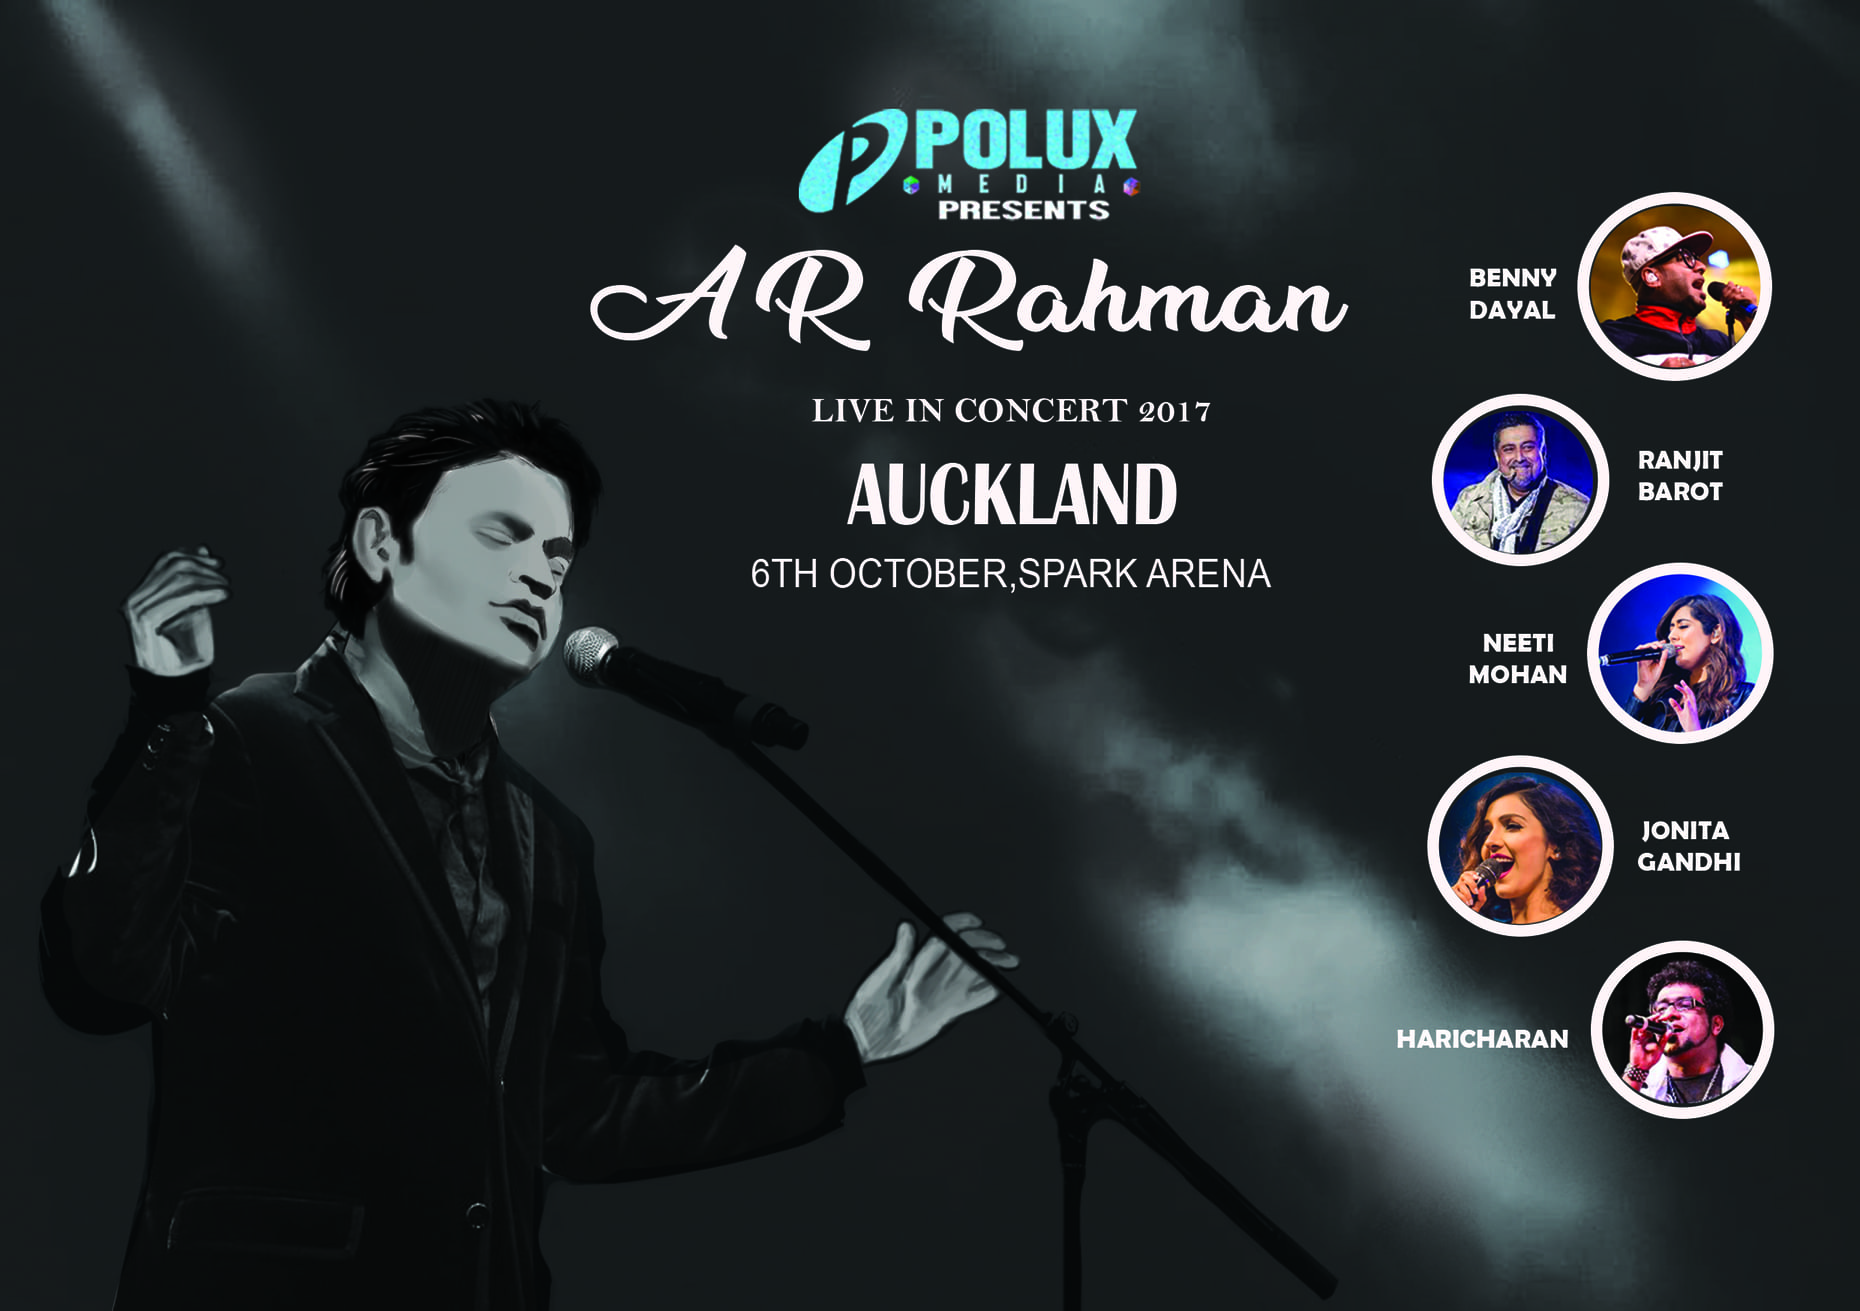 POLUX
MEDIA
PRESENTS
AR Rahman
LIVE IN CONCERT 2017
AUCKLAND
6TH OCTOBER,SPARK ARENA
BENNY
DAYAL
RANJIT
BAROT
NEETI
MOHAN
JONITA
GANDHI
HARICHARAN